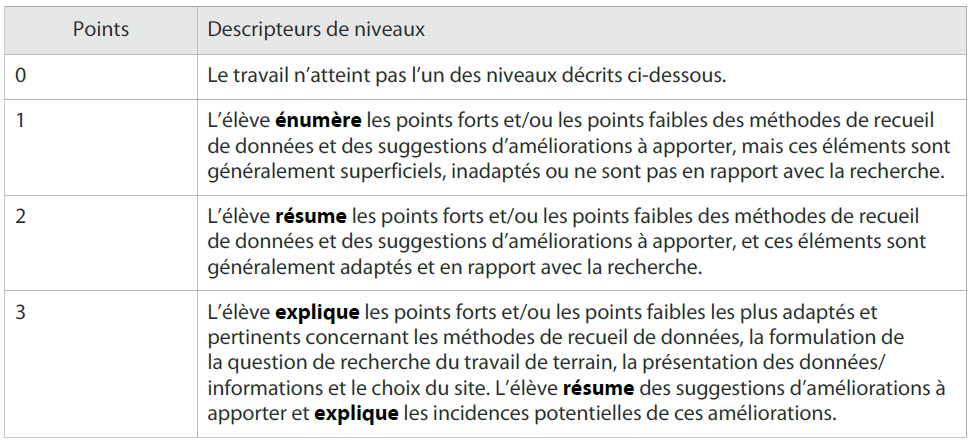 Points Descripteurs de niveaux
0 Le travail n’atteint pas l’un des niveaux décrits ci-dessous.
1 L’élève énumère les points forts et/ou les points faibles des méthodes de recueil
de données et des suggestions d’améliorations à apporter, mais ces éléments sont
généralement superficiels, inadaptés ou ne sont pas en rapport avec la recherche.
2 L’élève résume les points forts et/ou les points faibles des méthodes de recueil
de données et des suggestions d’améliorations à apporter, et ces éléments sont
généralement adaptés et en rapport avec la recherche.
3 L’élève explique les points forts et/ou les points faibles les plus adaptés et
pertinents concernant les méthodes de recueil de données, la formulation de
la question de recherche du travail de terrain, la présentation des données/
informations et le choix du site. L’élève résume des suggestions d’améliorations à
apporter et explique les incidences potentielles de ces améliorations.